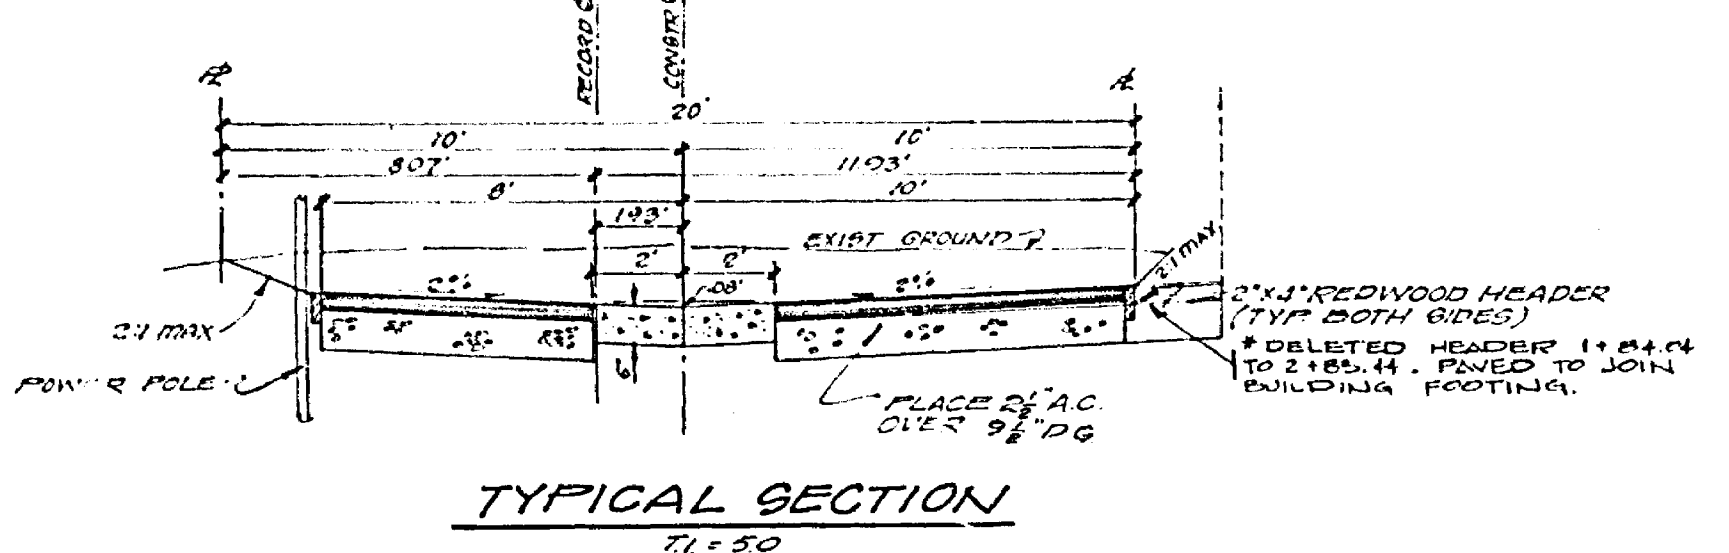 RECORD
CONSTR
PL
PL
20'
10'
10'
8.07'
11.93'
8'
10'
1.93'
EXIST GROUND
2'
2'
2%
.08'
2%
2:1 MAX
2:1 MAX
6"
POWER POLE
2"X4" REDWOOD HEADER
(TYP. BOTH SIDES)
* DELETED HEADER 1+84.04
TO 2+85.44. PAVED TO JOIN
BUILDING FOOTING.
PLACE 2½" A.C.
OVER 9½" DG
TYPICAL SECTION
T.I. = 5.0